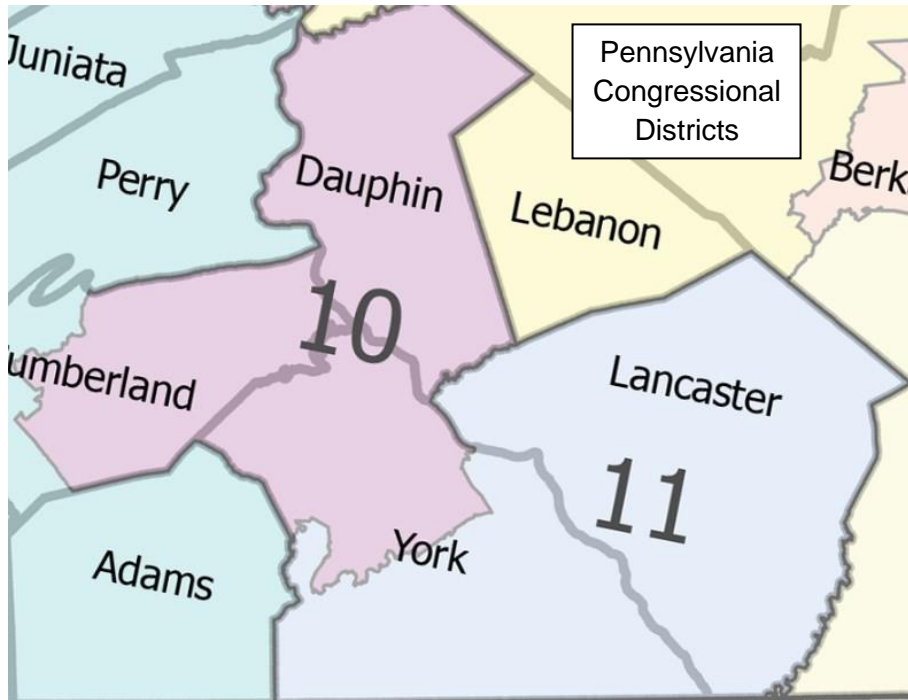 Pennsylvania
Congressional
Districts
Juniata
Perry
Dauphin
Berk
Lebanon
10
umberland
Lancaster
11
York
Adams